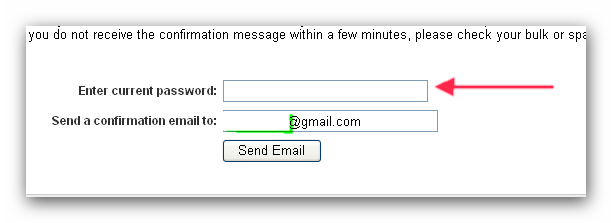 you do not receive the confirmation message within a few minutes, please check your bulk or spa
Enter current password:
Send a confirmation email to: @gmail.com
Send Email